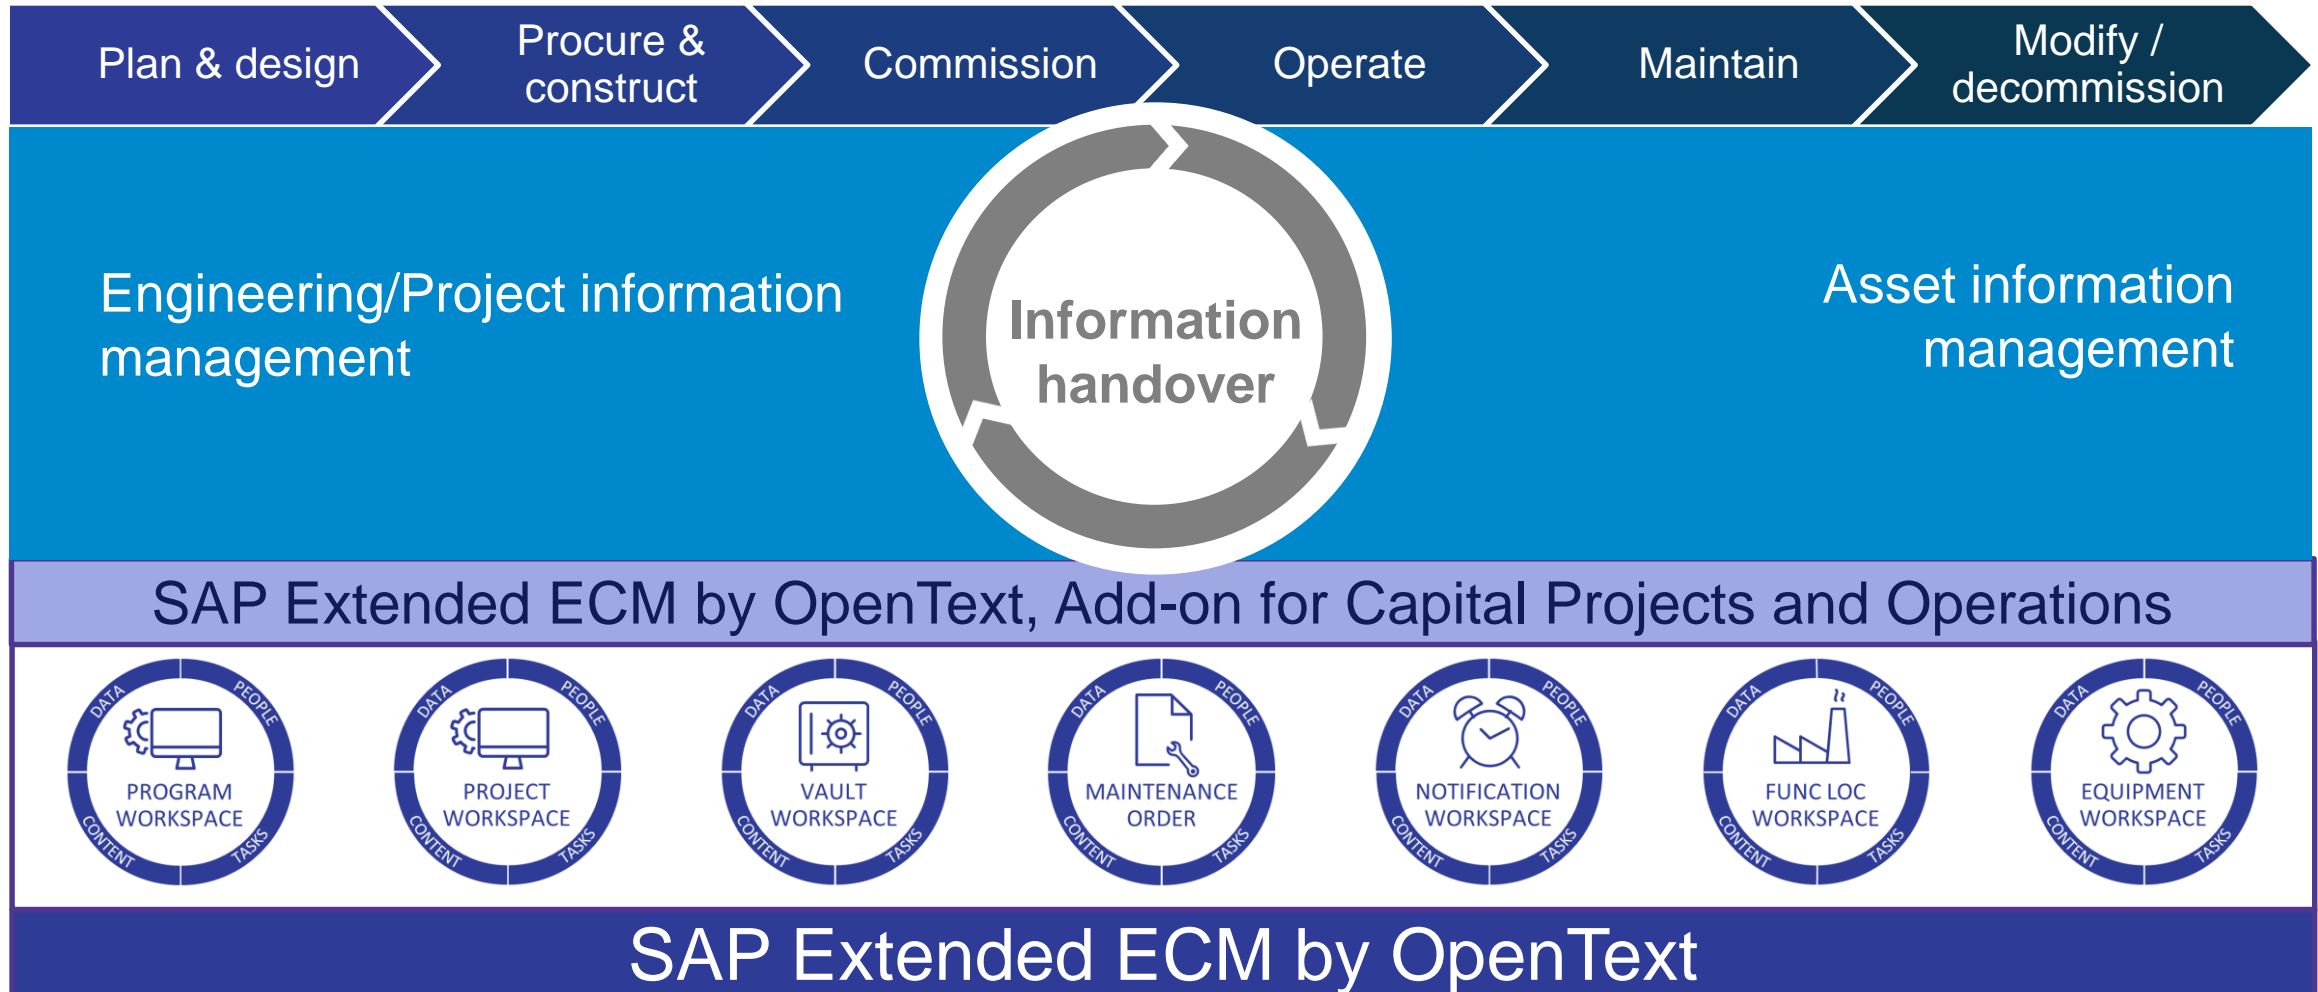 Plan & design
Procure &
construct
Commission
Operate
Maintain
Modify /
decommission
Engineering/Project information
management
Information
handover
Asset information
management
SAP Extended ECM by OpenText, Add-on for Capital Projects and Operations
DATA
PEOPLE
PROGRAM
WORKSPACE
CONTENT
TASKS
DATA
PEOPLE
PROJECT
WORKSPACE
CONTENT
TASKS
DATA
PEOPLE
VAULT
WORKSPACE
CONTENT
TASKS
DATA
PEOPLE
MAINTENANCE
ORDER
CONTENT
TASKS
DATA
PEOPLE
NOTIFICATION
WORKSPACE
CONTENT
TASKS
DATA
PEOPLE
FUNC LOC
WORKSPACE
CONTENT
TASKS
DATA
PEOPLE
EQUIPMENT
WORKSPACE
CONTENT
TASKS
SAP Extended ECM by OpenText